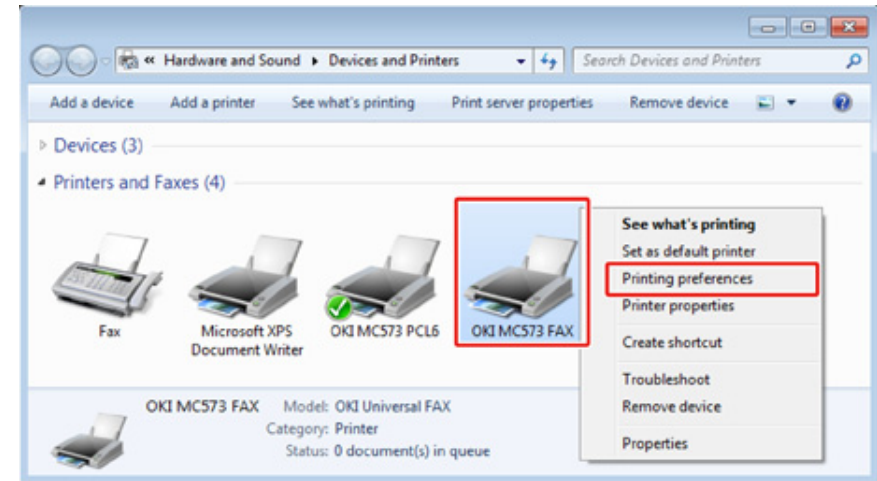 « Hardware and Sound ▸ Devices and Printers
Search Devices and Printers
Add a device Add a printer See what's printing Print server properties Remove device
Devices (3)
Printers and Faxes (4)
Fax
Microsoft XPS
Document Writer
OKI MC573 PCL6
OKI MC573 FAX
See what's printing
Set as default printer
Printing preferences
Printer properties
Create shortcut
Troubleshoot
Remove device
Properties
OKI MC573 FAX Model: OKI Universal FAX
Category: Printer
Status: 0 document(s) in queue